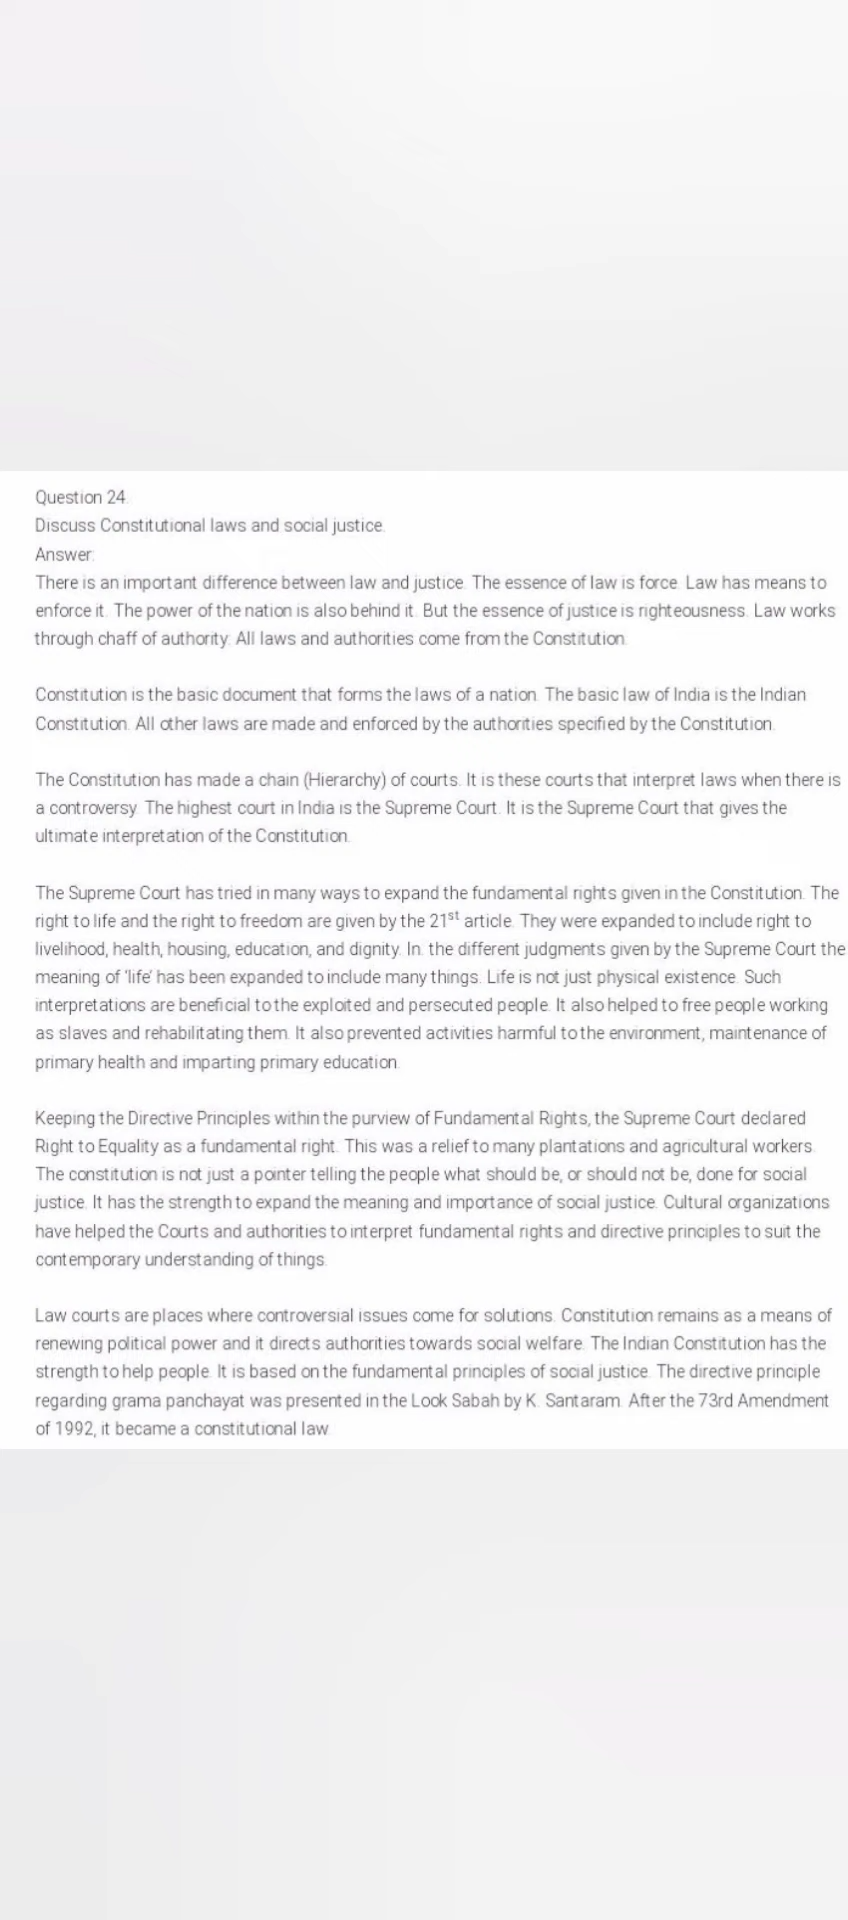 Question 24.
Discuss Constitutional laws and social justice.
Answer:
There is an important difference between law and justice. The essence of law is force. Law has means to
enforce it. The power of the nation is also behind it. But the essence of justice is righteousness. Law works
through chaff of authority. All laws and authorities come from the Constitution.
Constitution is the basic document that forms the laws of a nation. The basic law of India is the Indian
Constitution. All other laws are made and enforced by the authorities specified by the Constitution.
The Constitution has made a chain (Hierarchy) of courts. It is these courts that interpret laws when there is
a controversy. The highest court in India is the Supreme Court. It is the Supreme Court that gives the
ultimate interpretation of the Constitution.
The Supreme Court has tried in many ways to expand the fundamental rights given in the Constitution. The
right to life and the right to freedom are given by the 21st article. They were expanded to include right to
livelihood, health, housing, education, and dignity. In. the different judgments given by the Supreme Court the
meaning of ‘life’ has been expanded to include many things. Life is not just physical existence. Such
interpretations are beneficial to the exploited and persecuted people. It also helped to free people working
as slaves and rehabilitating them. It also prevented activities harmful to the environment, maintenance of
primary health and imparting primary education.
Keeping the Directive Principles within the purview of Fundamental Rights, the Supreme Court declared
Right to Equality as a fundamental right. This was a relief to many plantations and agricultural workers.
The constitution is not just a pointer telling the people what should be, or should not be, done for social
justice. It has the strength to expand the meaning and importance of social justice. Cultural organizations
have helped the Courts and authorities to interpret fundamental rights and directive principles to suit the
contemporary understanding of things.
Law courts are places where controversial issues come for solutions. Constitution remains as a means of
renewing political power and it directs authorities towards social welfare. The Indian Constitution has the
strength to help people. It is based on the fundamental principles of social justice. The directive principle
regarding grama panchayat was presented in the Look Sabah by K. Santaram. After the 73rd Amendment
of 1992, it became a constitutional law.